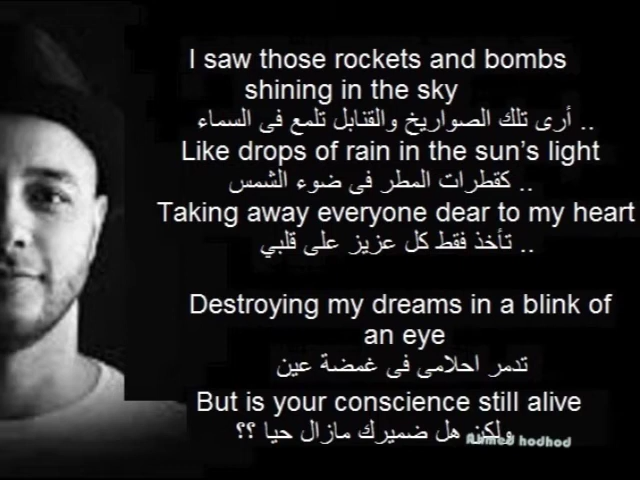 I saw those rockets and bombs
shining in the sky
أرى تلك الصواريخ والقنابل تلمع فى السماء ..
Like drops of rain in the sun's light
كقطرات المطر فى ضوء الشمس ..
Taking away everyone dear to my heart
تأخذ فقط كل عزيز على قلبي ..
Destroying my dreams in a blink of
an eye
تدمر احلامى فى غمضة عين
But is your conscience still alive
ولكن هل ضميرك مازال حيا ؟؟
Ahmed hodhod